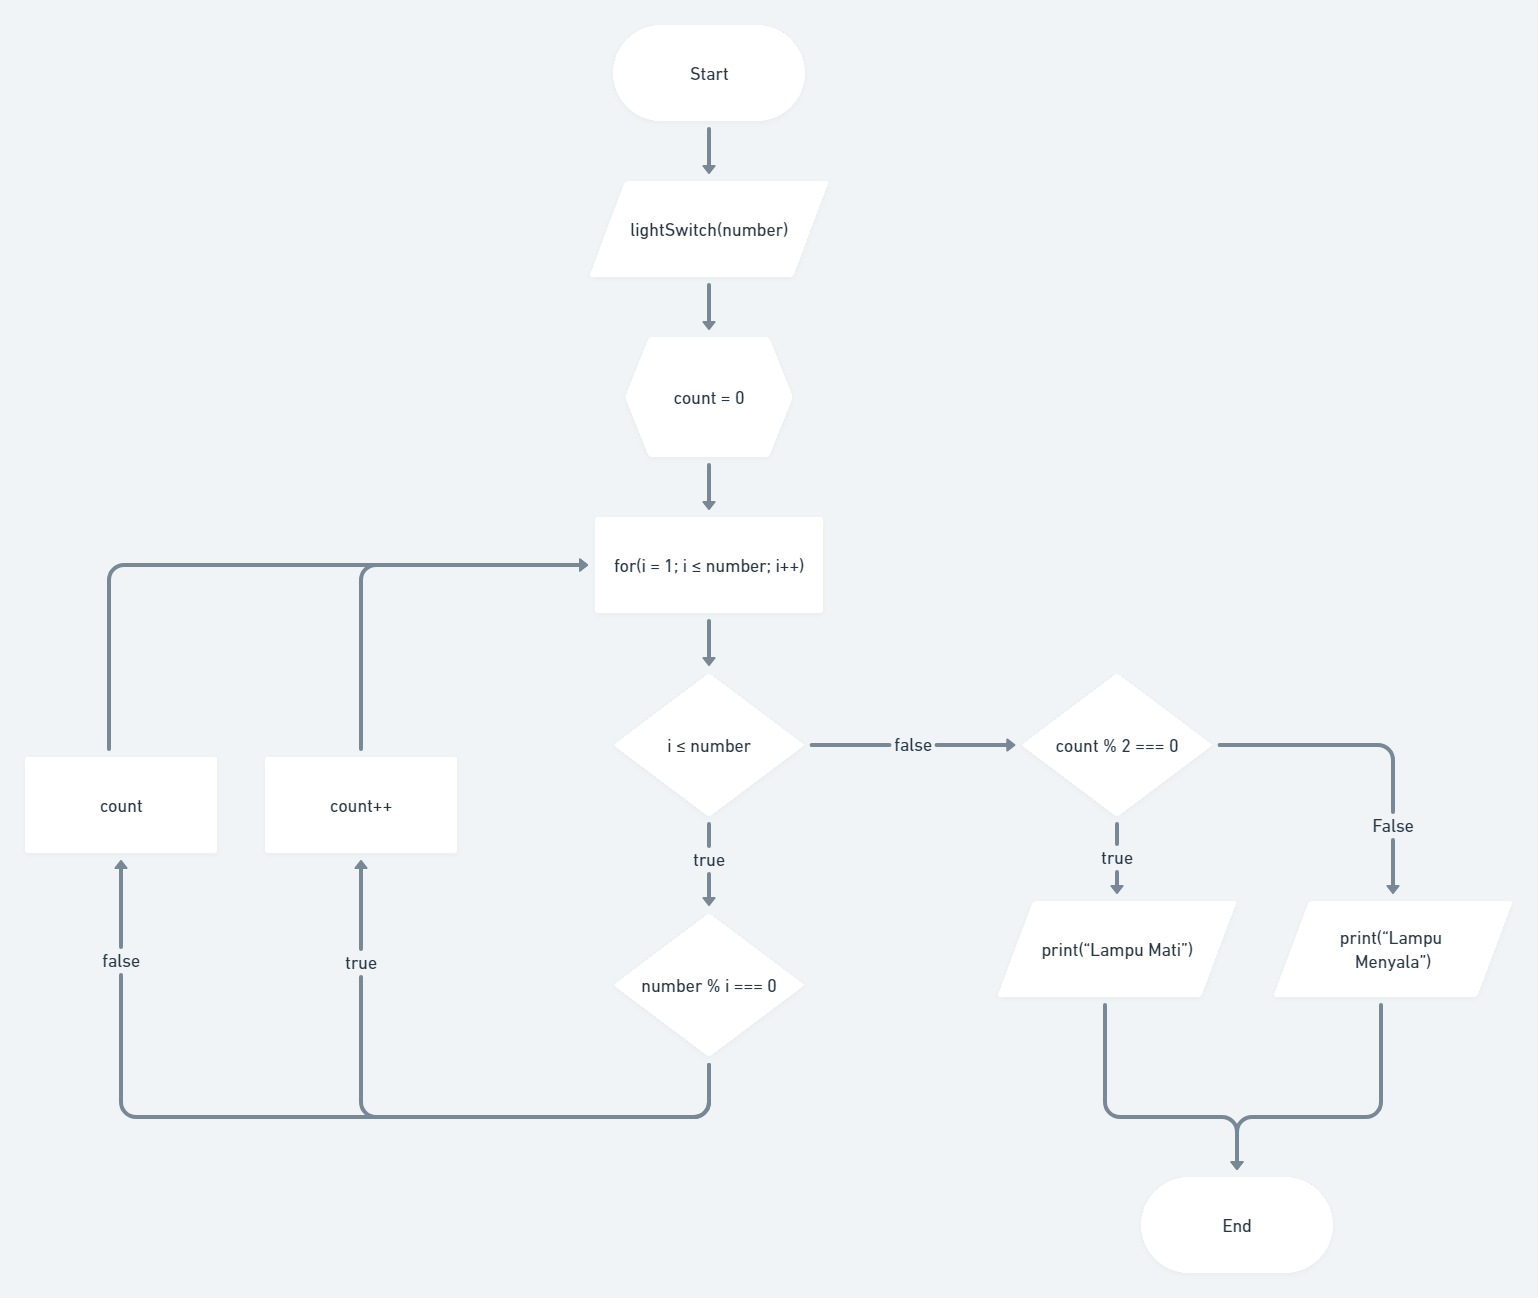 Start
lightSwitch(number)
count = 0
for(i = 1; i ≤ number; i++)
i ≤ number
false
count % 2 === 0
count
count++
False
true
true
print(“Lampu Mati”)
print(“Lampu
Menyala”)
false
true
number % i === 0
End